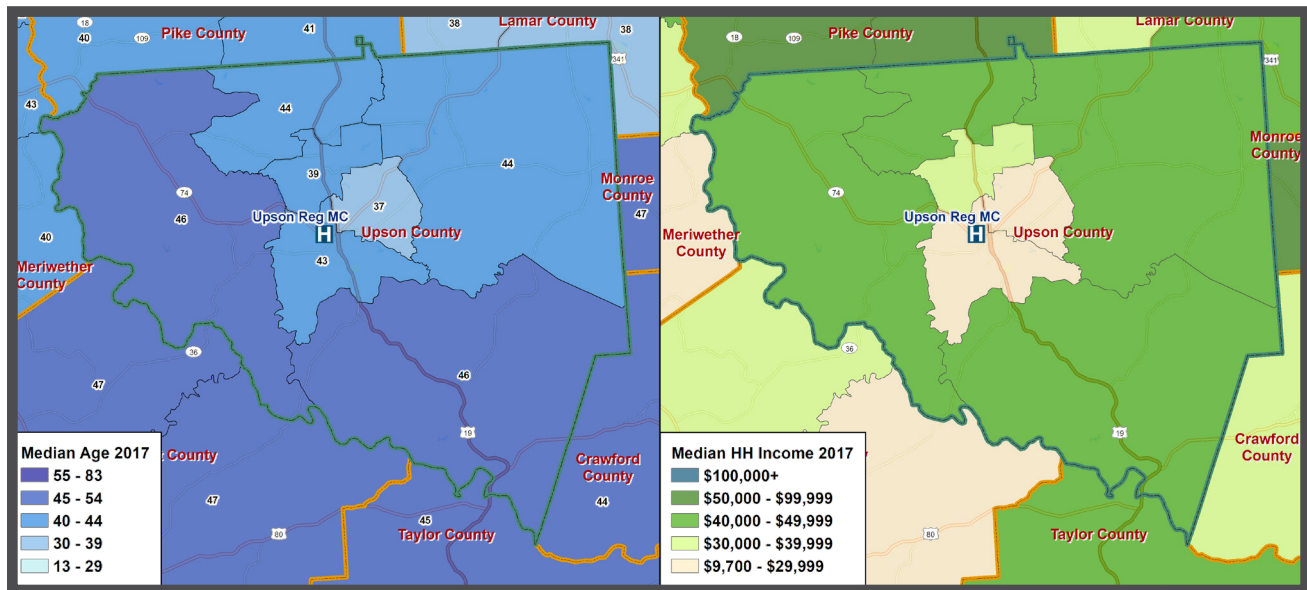 18
40
109
Pike County
41
38
Lamar County
38
341
43
44
44
Monroe
County
47
39
74
46
37
Upson Reg MC
H
Upson County
40
43
Meriwether
County
36
47
46
19
Crawford
County
44
County
47
80
45
Taylor County
Median Age 2017
55 - 83
45 - 54
40 - 44
30 - 39
13 - 29
18
109
Pike County
Lamar County
341
Monroe
County
74
Upson Reg MC
H
Upson County
Meriwether
County
36
19
Crawford
County
80
Taylor County
Median HH Income 2017
$100,000+
$50,000 - $99,999
$40,000 - $49,999
$30,000 - $39,999
$9,700 - $29,999